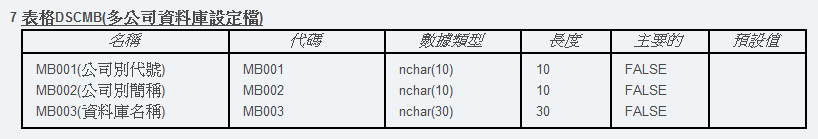 7 表格DSCMB(多公司資料庫設定檔)
名稱 代碼 數據類型 長度 主要的 預設值
MB001(公司別代號) MB001 nchar(10) 10 FALSE
MB002(公司別簡稱) MB002 nchar(10) 10 FALSE
MB003(資料庫名稱) MB003 nchar(30) 30 FALSE